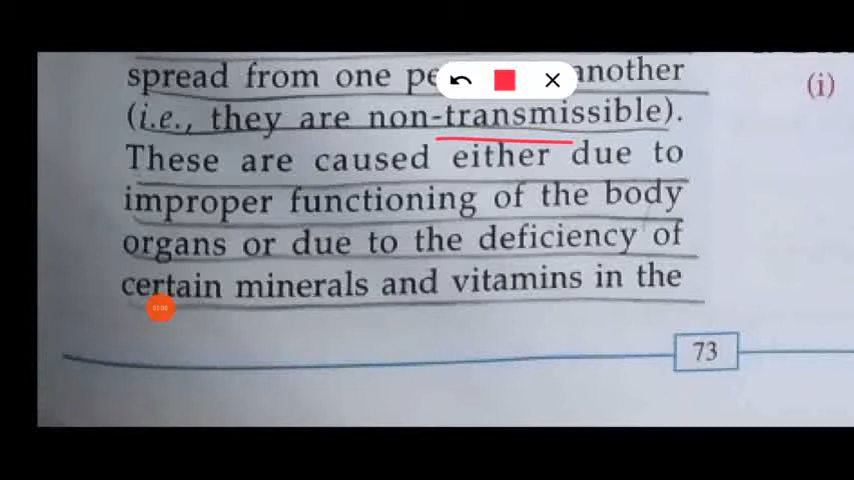 spread from one another
(i.e., they are non-transmissible).
These are caused either due to
improper functioning of the body
organs or due to the deficiency of
certain minerals and vitamins in the
73
(i)